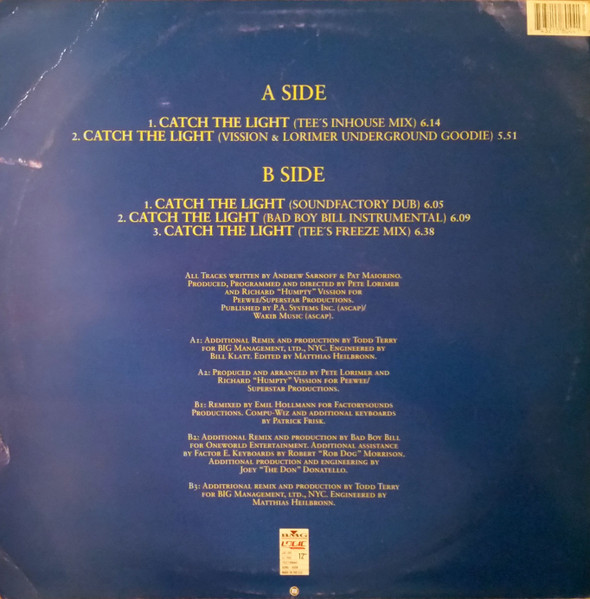 A SIDE
1. CATCH THE LIGHT (TEE'S INHOUSE MIX) 6.14
2. CATCH THE LIGHT (VISSION & LORIMER UNDERGROUND GOODIE) 5.51
B SIDE
1. CATCH THE LIGHT (SOUNDFACTORY DUB) 6.05
2. CATCH THE LIGHT (BAD BOY BILL INSTRUMENTAL) 6.09
3. CATCH THE LIGHT (TEE'S FREEZE MIX) 6.38
All Tracks written by Andrew Sarnoff & Pat Maiorino.
Produced, Programmed and directed by Pete Lorimer
and Richard "Humpty" Vission for
Peewee/Superstar Productions.
Published by P.A. Systems Inc. (ascap)/
Wakib Music (ascap).
A1: Additional Remix and production by Todd Terry
for BIG Management, ltd., NYC. Engineered by
Bill Klatt. Edited by Matthias Heilbronn.
A2: Produced and arranged by Pete Lorimer and
Richard "Humpty" Vission for Peewee/
Superstar Productions.
B1: Remixed by Emil Hollmann for Factorysounds
Productions. Compu-Wiz and additional keyboards
by Patrick Frisk.
B2: Additional Remix and production by Bad Boy Bill
for Oneworld Entertainment. Additional assistance
by Factor E. Keyboards by Robert "Rob Dog" Morrison.
Additional production and engineering by
Joey "The Don" Donatello.
B3: Additrional remix and production by Todd Terry
for BIG Management, ltd., NYC. Engineered by
Matthias Heilbronn.
BMG
LOGIC
12"